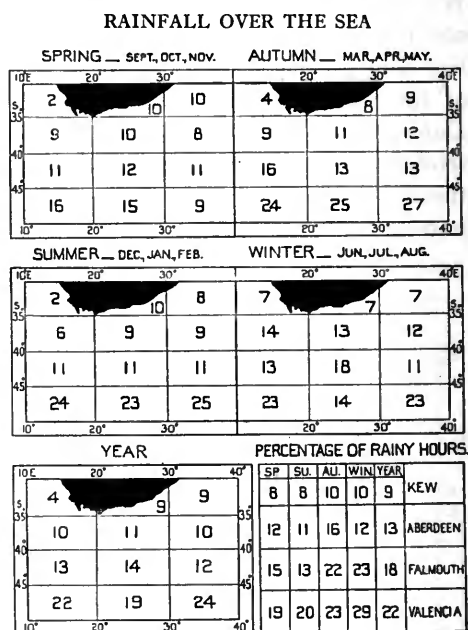 RAINFALL OVER THE SEA
SPRING _ SEPT., OCT, NOV. AUTUMN _ MAR., APR., MAY.
10°E 20° 30° 20° 30° 40°E
2 10 10 4 8 9
S. 35° S. 35°
9 10 8 9 11 12
40° 40°
11 12 11 16 13 13
45° 45°
16 15 9 24 25 27
10° 20° 30° 20° 30°
SUMMER _ DEC, JAN., FEB. WINTER _ JUN., JUL., AUG.
10°E 20° 30° 20° 30° 40°E
2 10 8 7 7 7
35° S. 35°
6 9 9 14 13 12
40° 40°
11 11 11 13 18 11
45° 45°
24 23 25 23 14 23
10° 20° 30° 20° 30° 40°
YEAR PERCENTAGE OF RAINY HOURS.
10°E 20° 30° 40° SP SU. AU. WIN. YEAR
4 9 9 8 8 10 10 9 KEW
35° 35°
10 11 10 12 11 16 12 13 ABERDEEN
40° 40°
13 14 12 15 13 22 23 18 FALMOUTH
45° 45°
22 19 24 19 20 23 29 22 VALENCIA
10° 20° 30° 40°